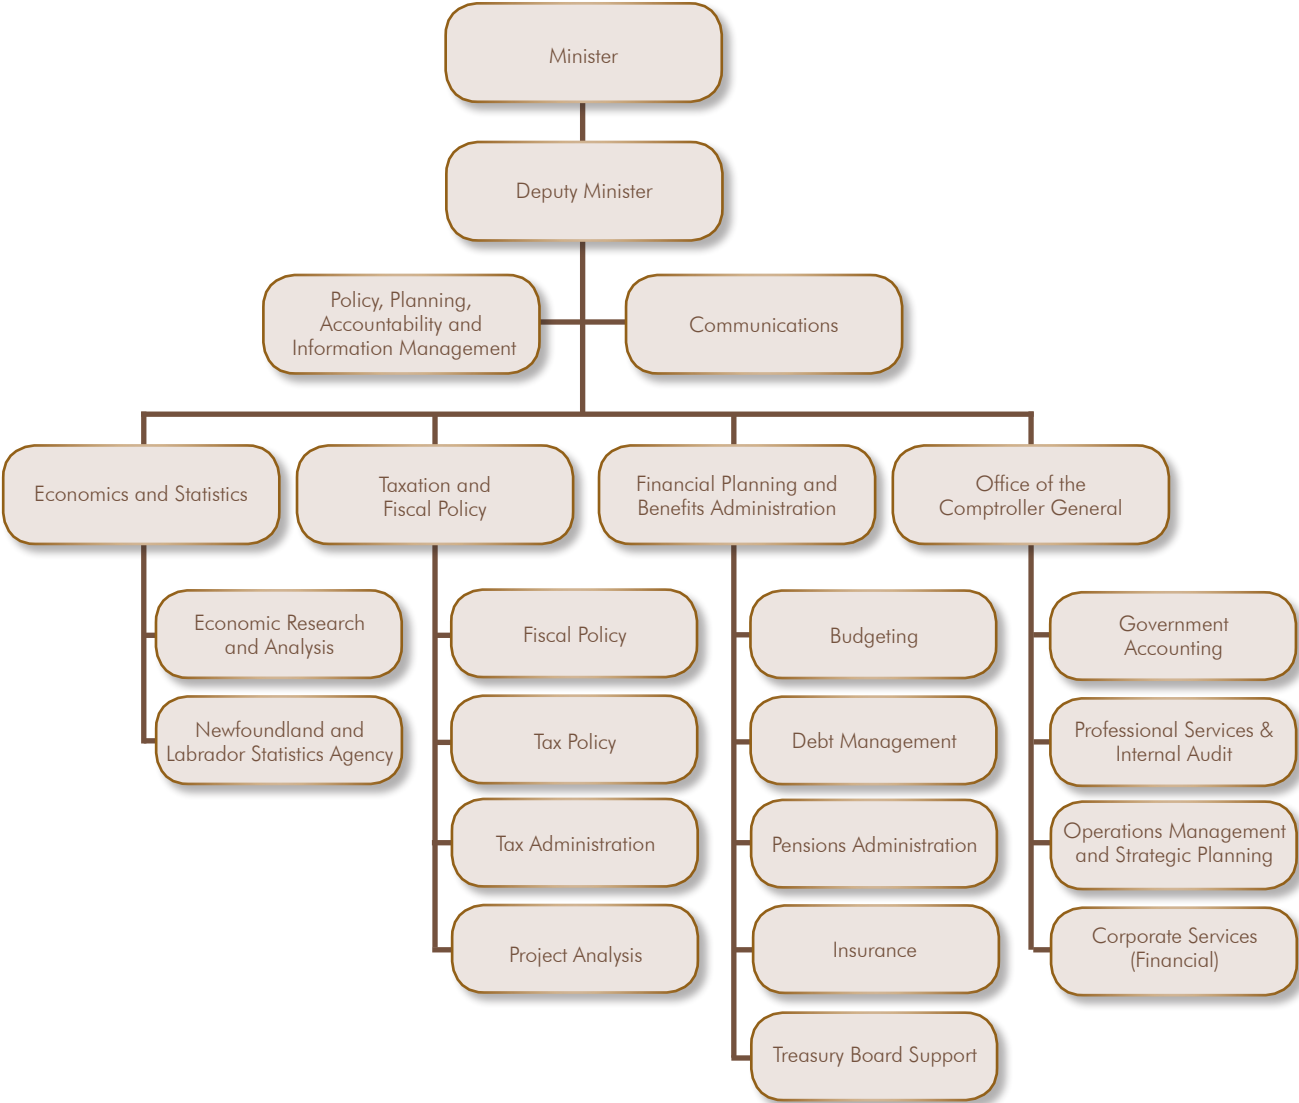 Minister
Deputy Minister
Policy, Planning,
Accountability and
Information Management
Communications
Economics and Statistics
Taxation and
Fiscal Policy
Financial Planning and
Benefits Administration
Office of the
Comptroller General
Economic Research
and Analysis
Newfoundland and
Labrador Statistics Agency
Fiscal Policy
Tax Policy
Tax Administration
Project Analysis
Budgeting
Debt Management
Pensions Administration
Insurance
Treasury Board Support
Government
Accounting
Professional Services &
Internal Audit
Operations Management
and Strategic Planning
Corporate Services
(Financial)